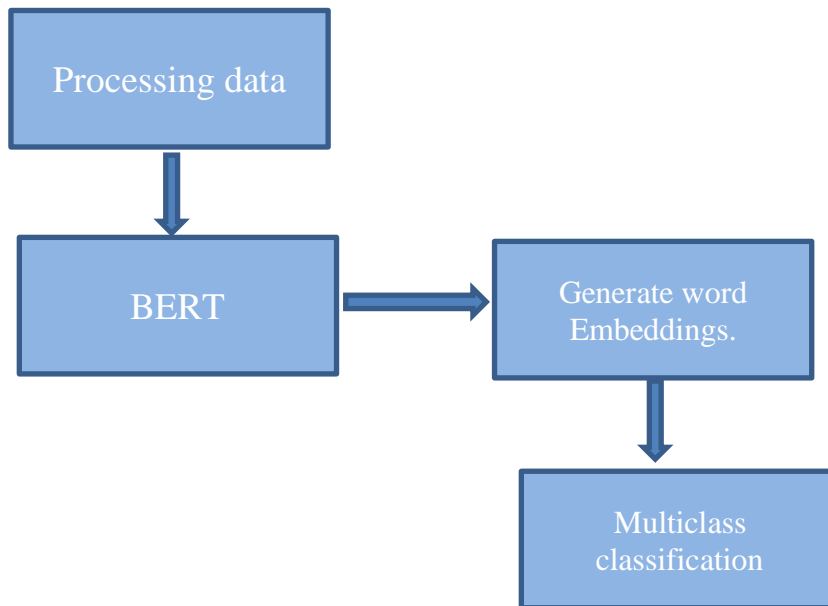 Processing data
BERT
Generate word
Embeddings.
Multiclass
classification